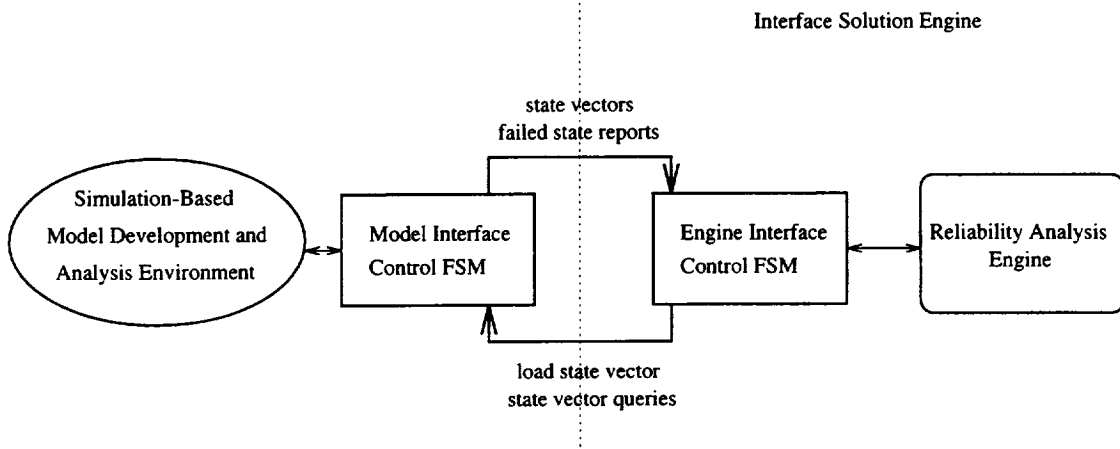 Interface Solution Engine
state vectors
failed state reports
Simulation-Based
Model Development and
Analysis Environment
Model Interface
Control FSM
Engine Interface
Control FSM
Reliability Analysis
Engine
load state vector
state vector queries